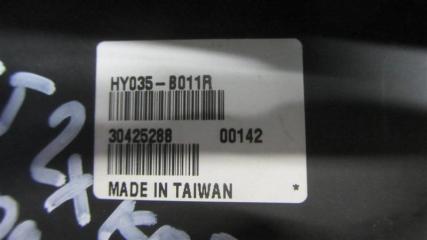 HY035-B011R
30425288 00142
MADE IN TAIWAN *